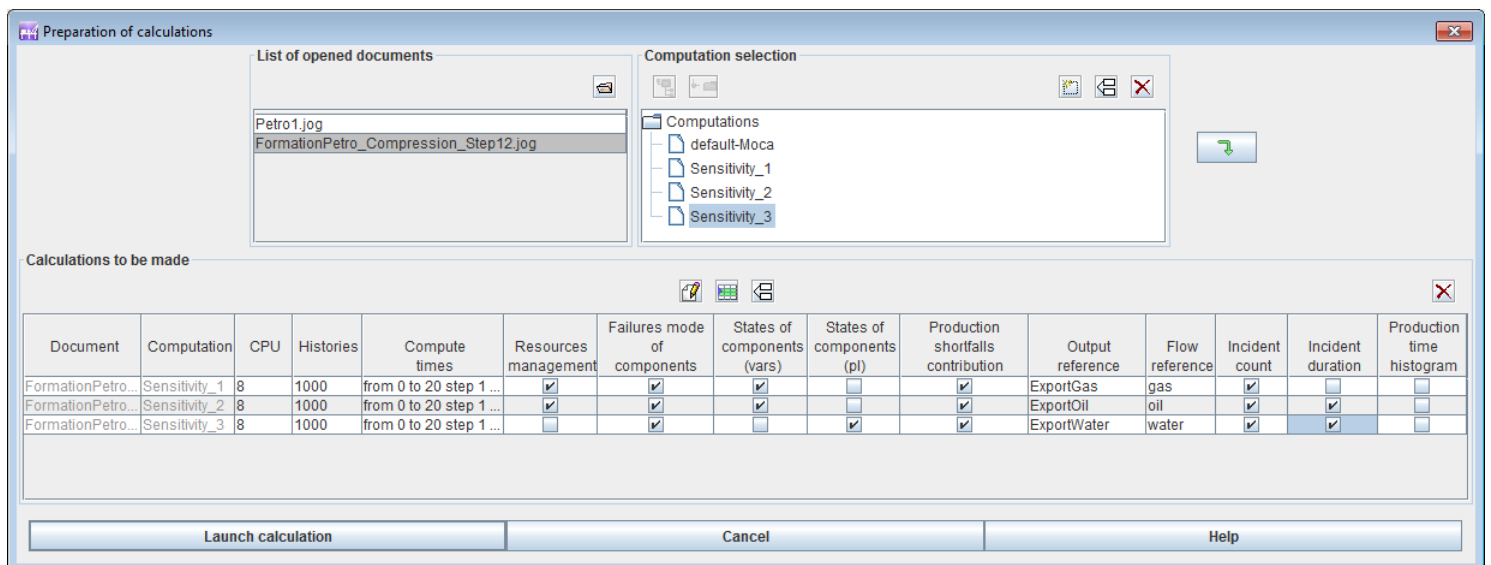 Preparation of calculations
List of opened documents
Computation selection
Petro1.jog
FormationPetro_Compression_Step12.jog
Computations
default-Moca
Sensitivity_1
Sensitivity_2
Sensitivity_3
Calculations to be made
Document Computation CPU Histories Compute times Resources management Failures mode of components States of components (vars) States of components (pl) Production shortfalls contribution Output reference Flow reference Incident count Incident duration Production time histogram
FormationPetro... Sensitivity_1 8 1000 from 0 to 20 step 1 ... ExportGas gas
FormationPetro... Sensitivity_2 8 1000 from 0 to 20 step 1 ... ExportOil oil
FormationPetro... Sensitivity_3 8 1000 from 0 to 20 step 1 ... ExportWater water
Launch calculation Cancel Help